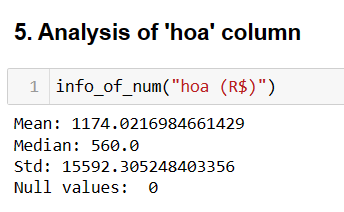 5. Analysis of 'hoa' column
1 info_of_num("hoa (R$)")
Mean: 1174.0216984661429
Median: 560.0
Std: 15592.305248403356
Null values:  0